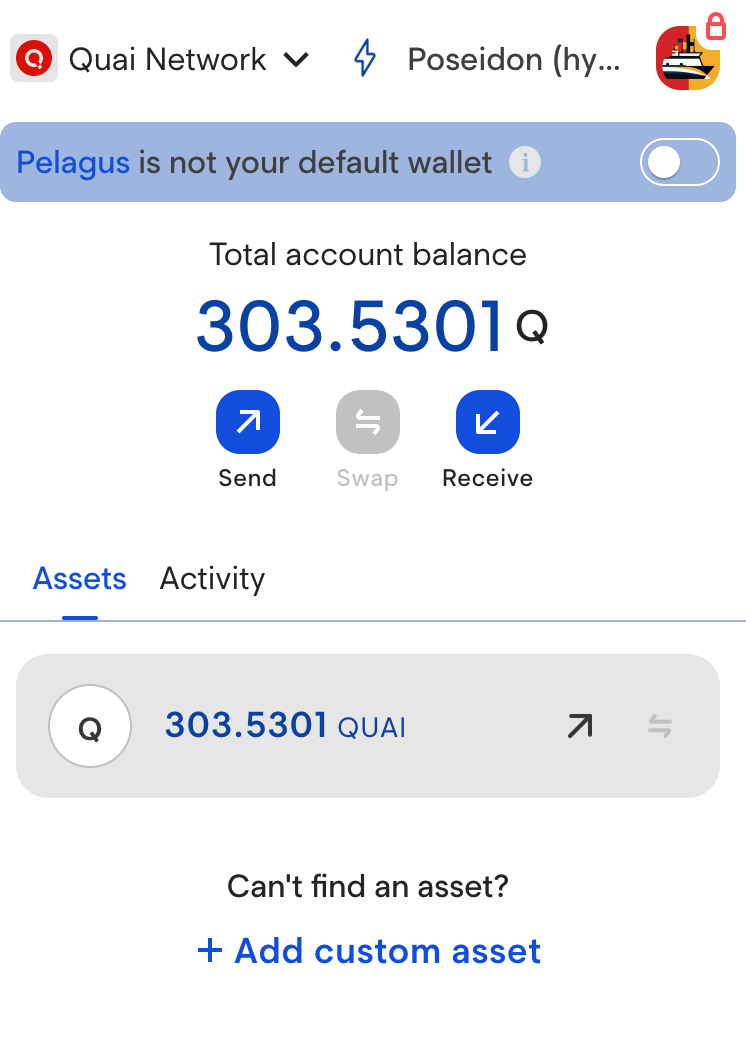 Quai Network
Poseidon (hy...
Pelagus is not your default wallet
i
Total account balance
303.5301 Q
Send
Swap
Receive
Assets
Activity
Q
303.5301 QUAI
Can't find an asset?
+ Add custom asset